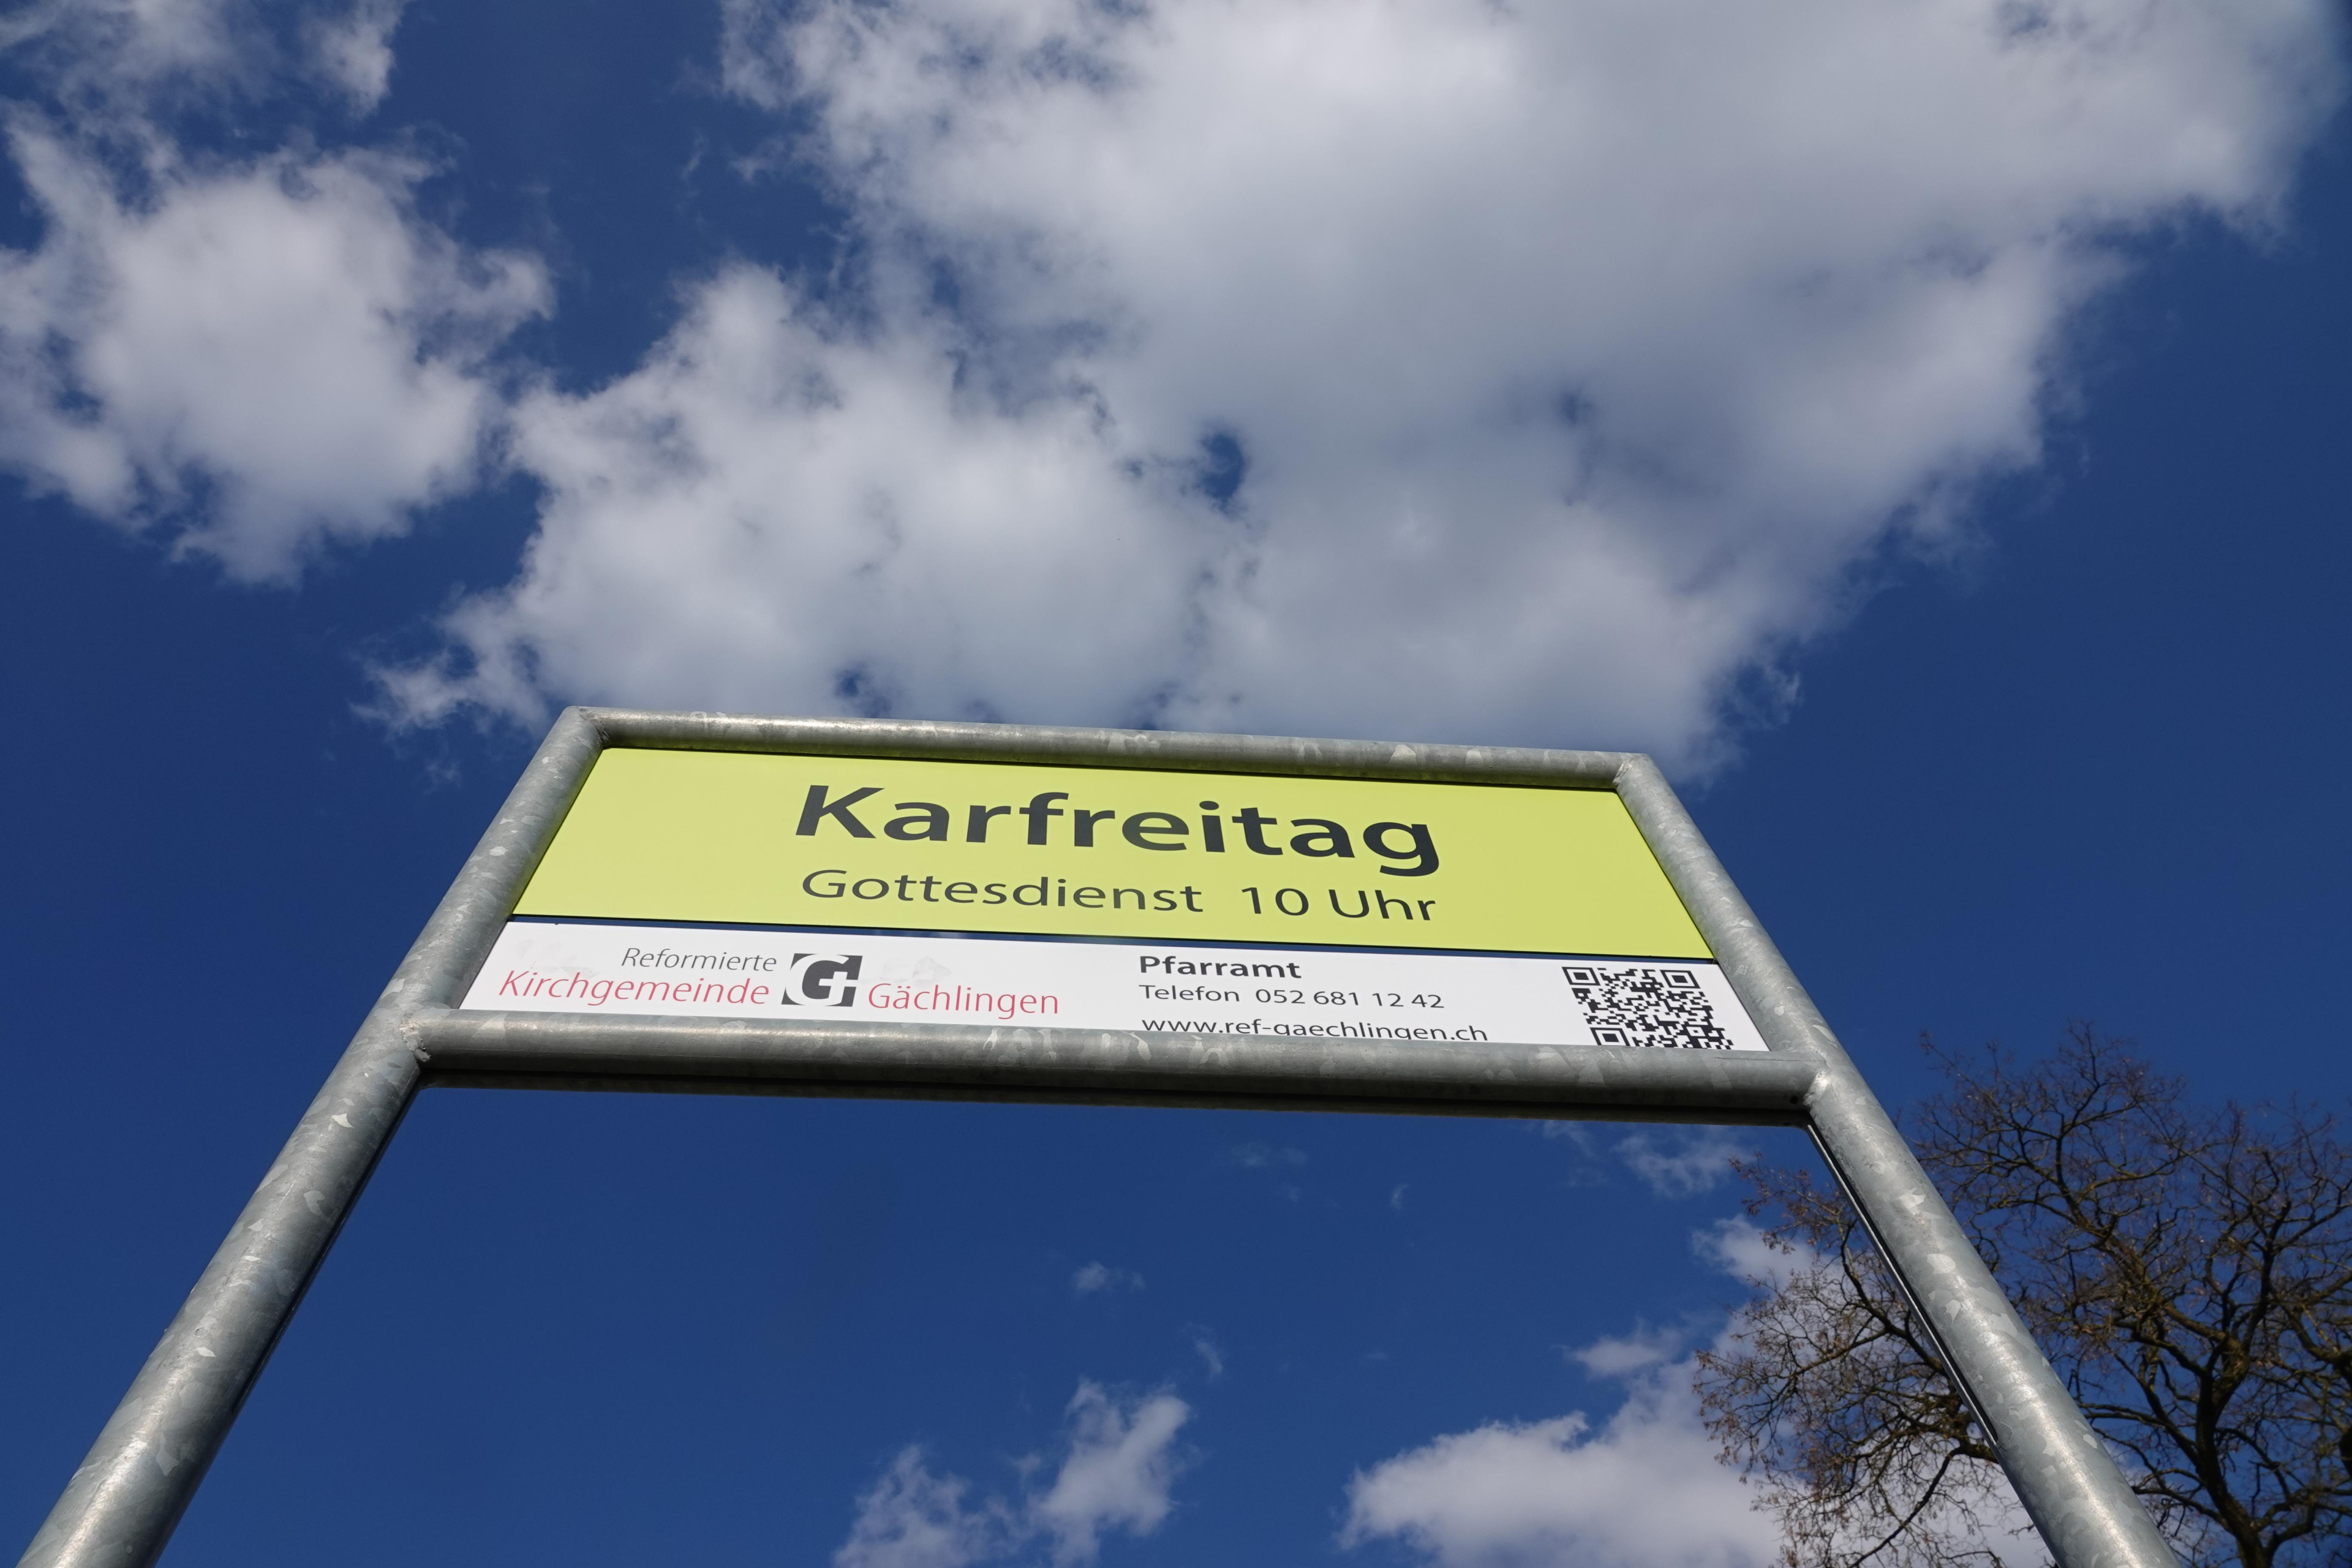 Karfreitag
Gottesdienst 10 Uhr
Reformierte
Kirchgemeinde G Gächlingen
Pfarramt
Telefon 052 681 12 42
www.ref-gaechlingen.ch